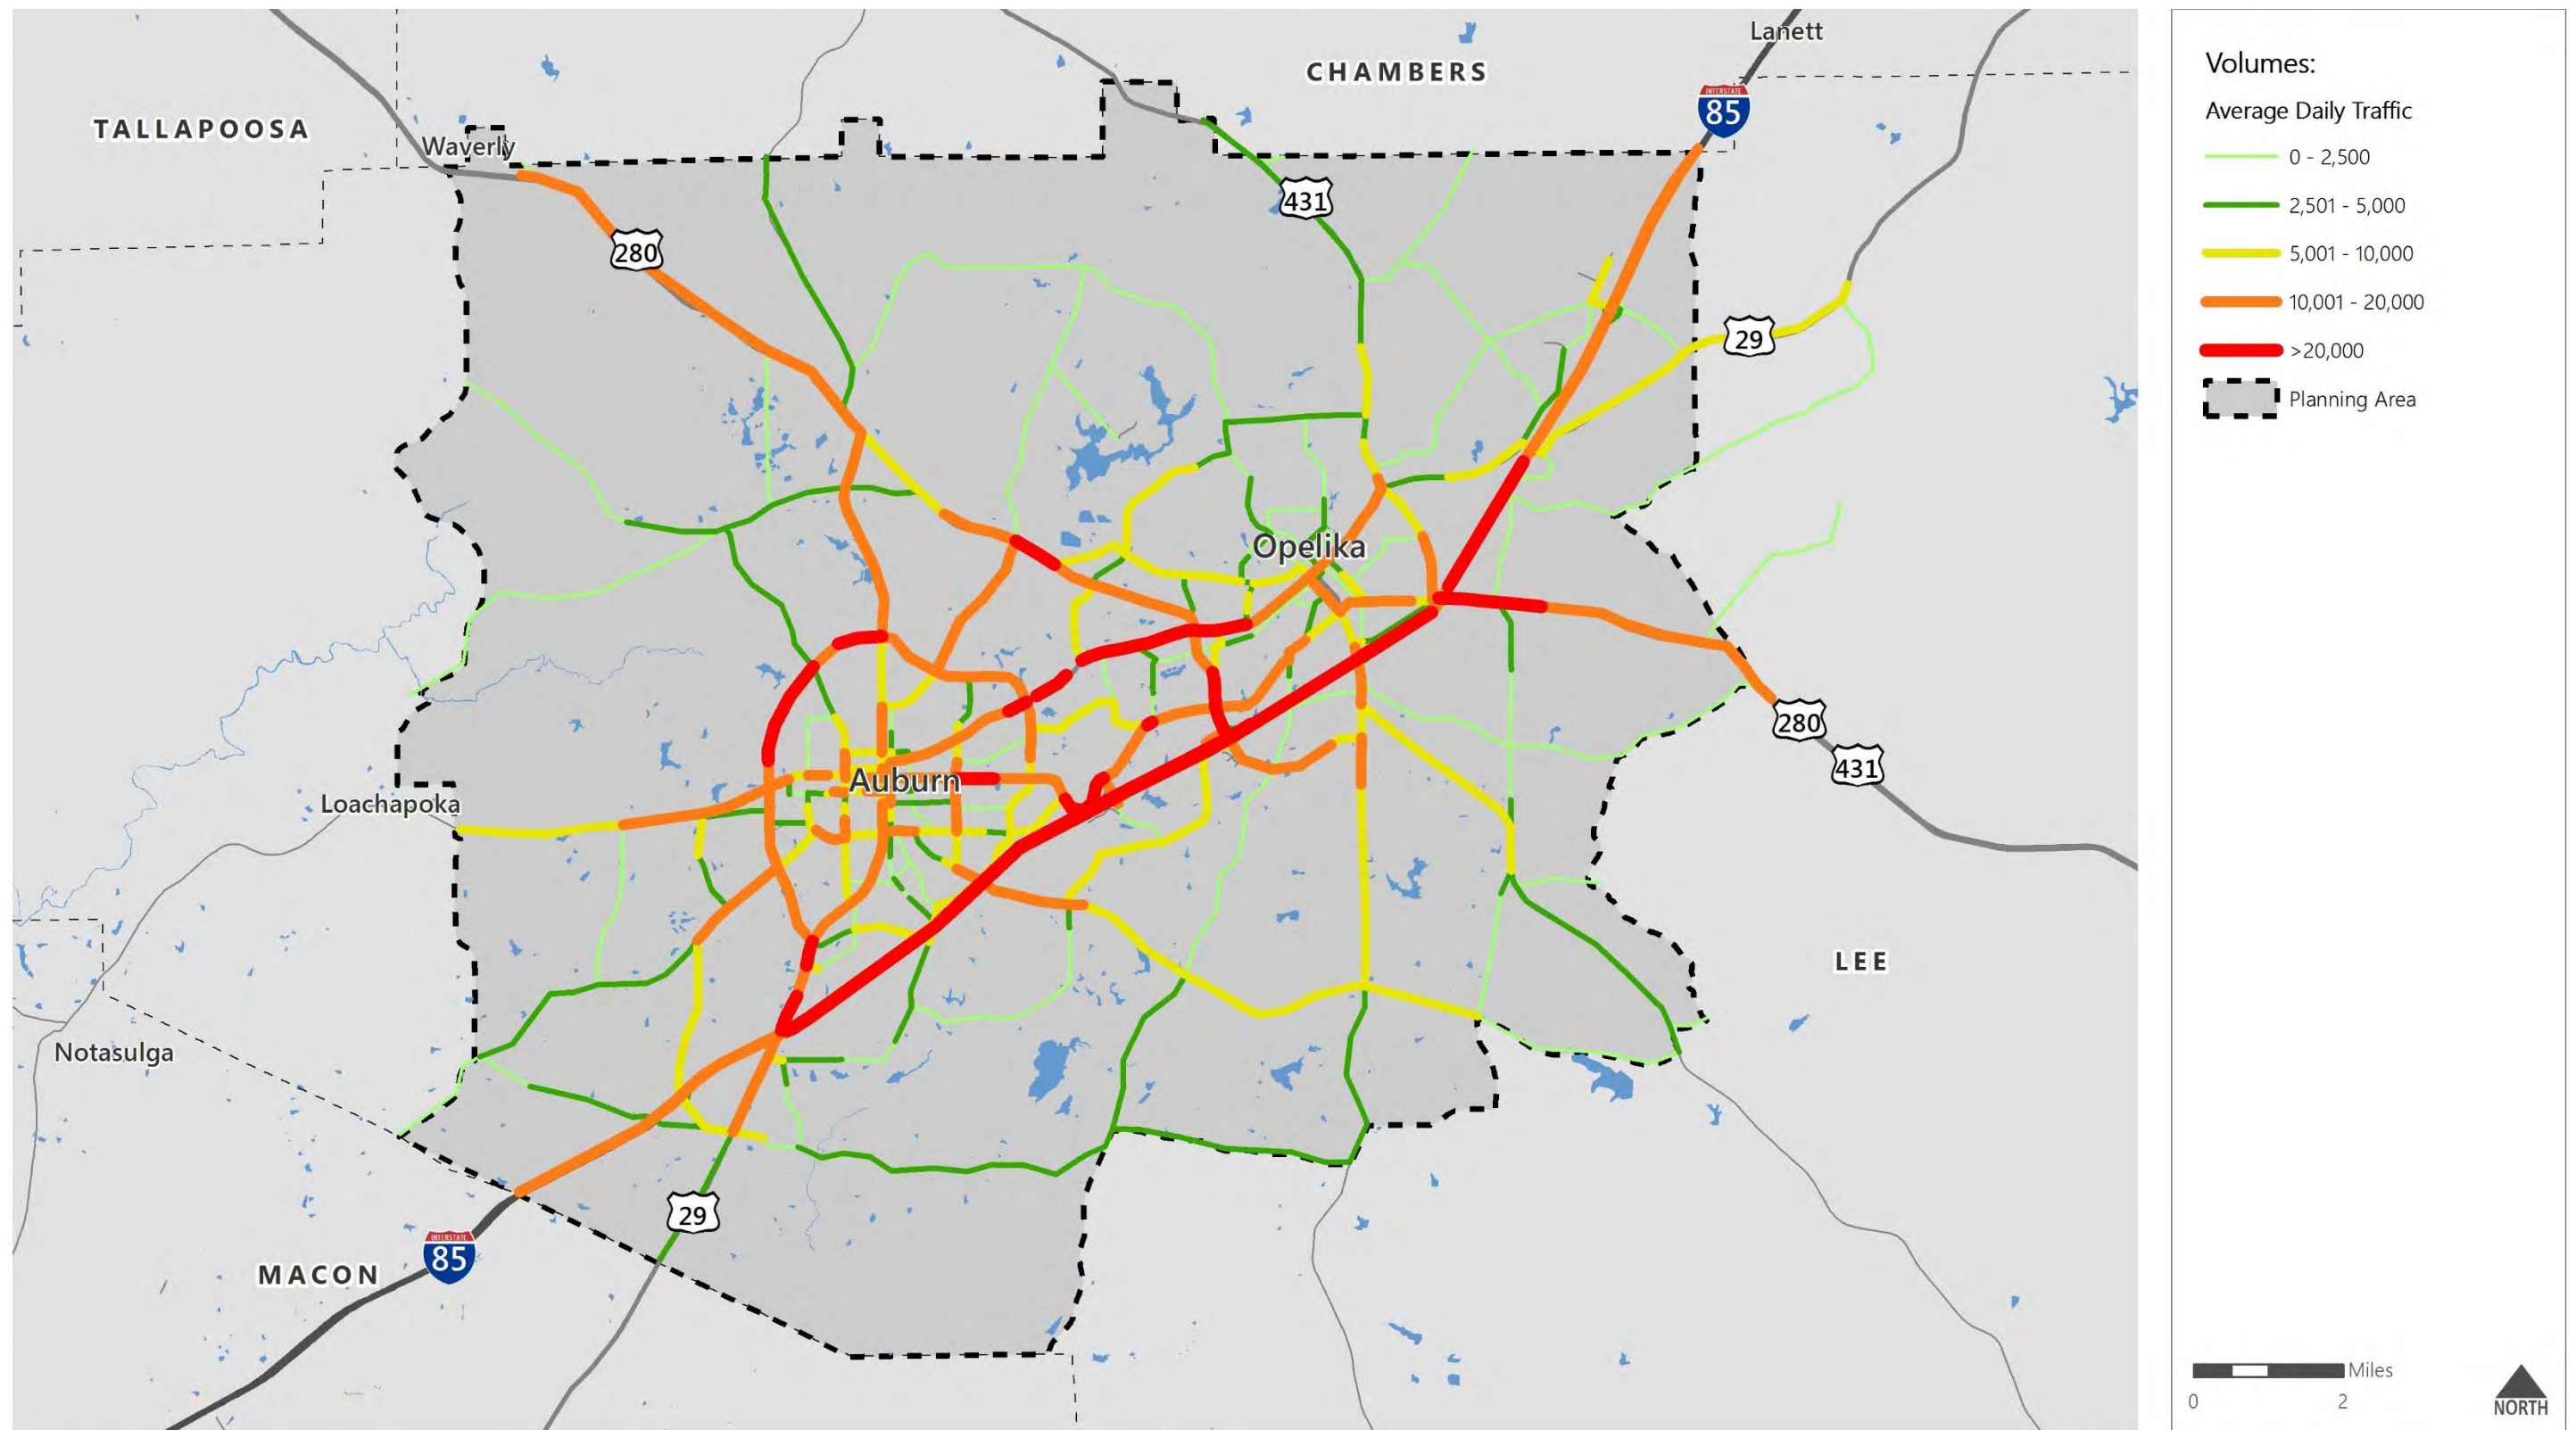 Lanett
CHAMBERS
INTERSTATE
85
TALLAPOOSA
Waverly
431
280
29
Opelika
280
431
Auburn
Loachapoka
LEE
Notasulga
29
INTERSTATE
85
MACON
Volumes:
Average Daily Traffic
0 - 2,500
2,501 - 5,000
5,001 - 10,000
10,001 - 20,000
>20,000
Planning Area
Miles
0 2
NORTH